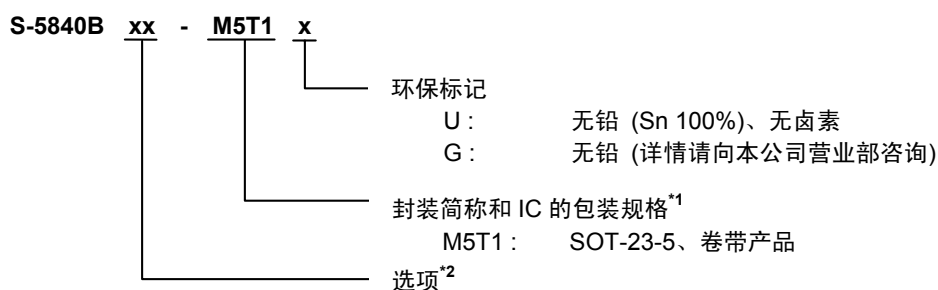 S-5840B xx - M5T1 x
环保标记
U : 无铅 (Sn 100%)、无卤素
G : 无铅 (详情请向本公司营业部咨询)
封装简称和 IC 的包装规格*1
M5T1 : SOT-23-5、卷带产品
选项*2